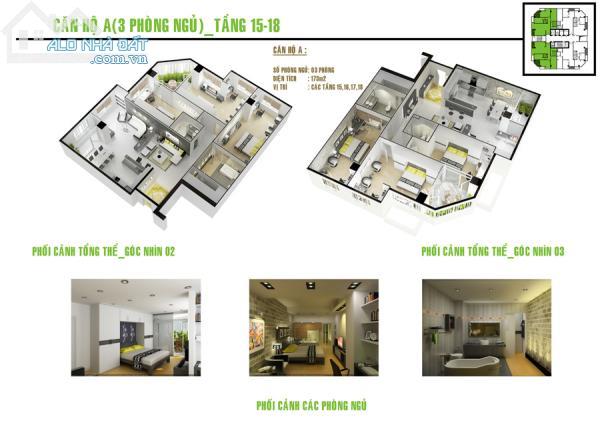 CĂN HỘ A(3 PHÒNG NGỦ)_TẦNG 15-18
ALO NHÀ ĐẤT
.com.vn
CĂN HỘ A :
SỐ PHÒNG NGỦ: 03 PHÒNG
DIỆN TÍCH : 173m2
VỊ TRÍ : CÁC TẦNG 15,16,17,18
PHỐI CẢNH TỔNG THỂ_GÓC NHÌN 02
PHỐI CẢNH TỔNG THỂ_GÓC NHÌN 03
PHỐI CẢNH CÁC PHÒNG NGỦ